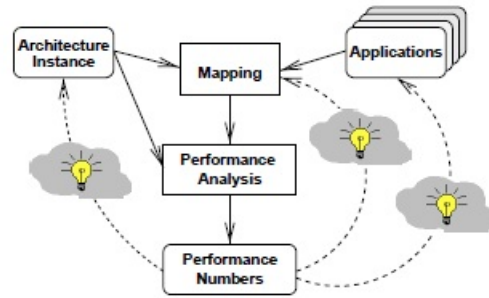 Architecture
Instance
Mapping
Applications
Performance
Analysis
Performance
Numbers